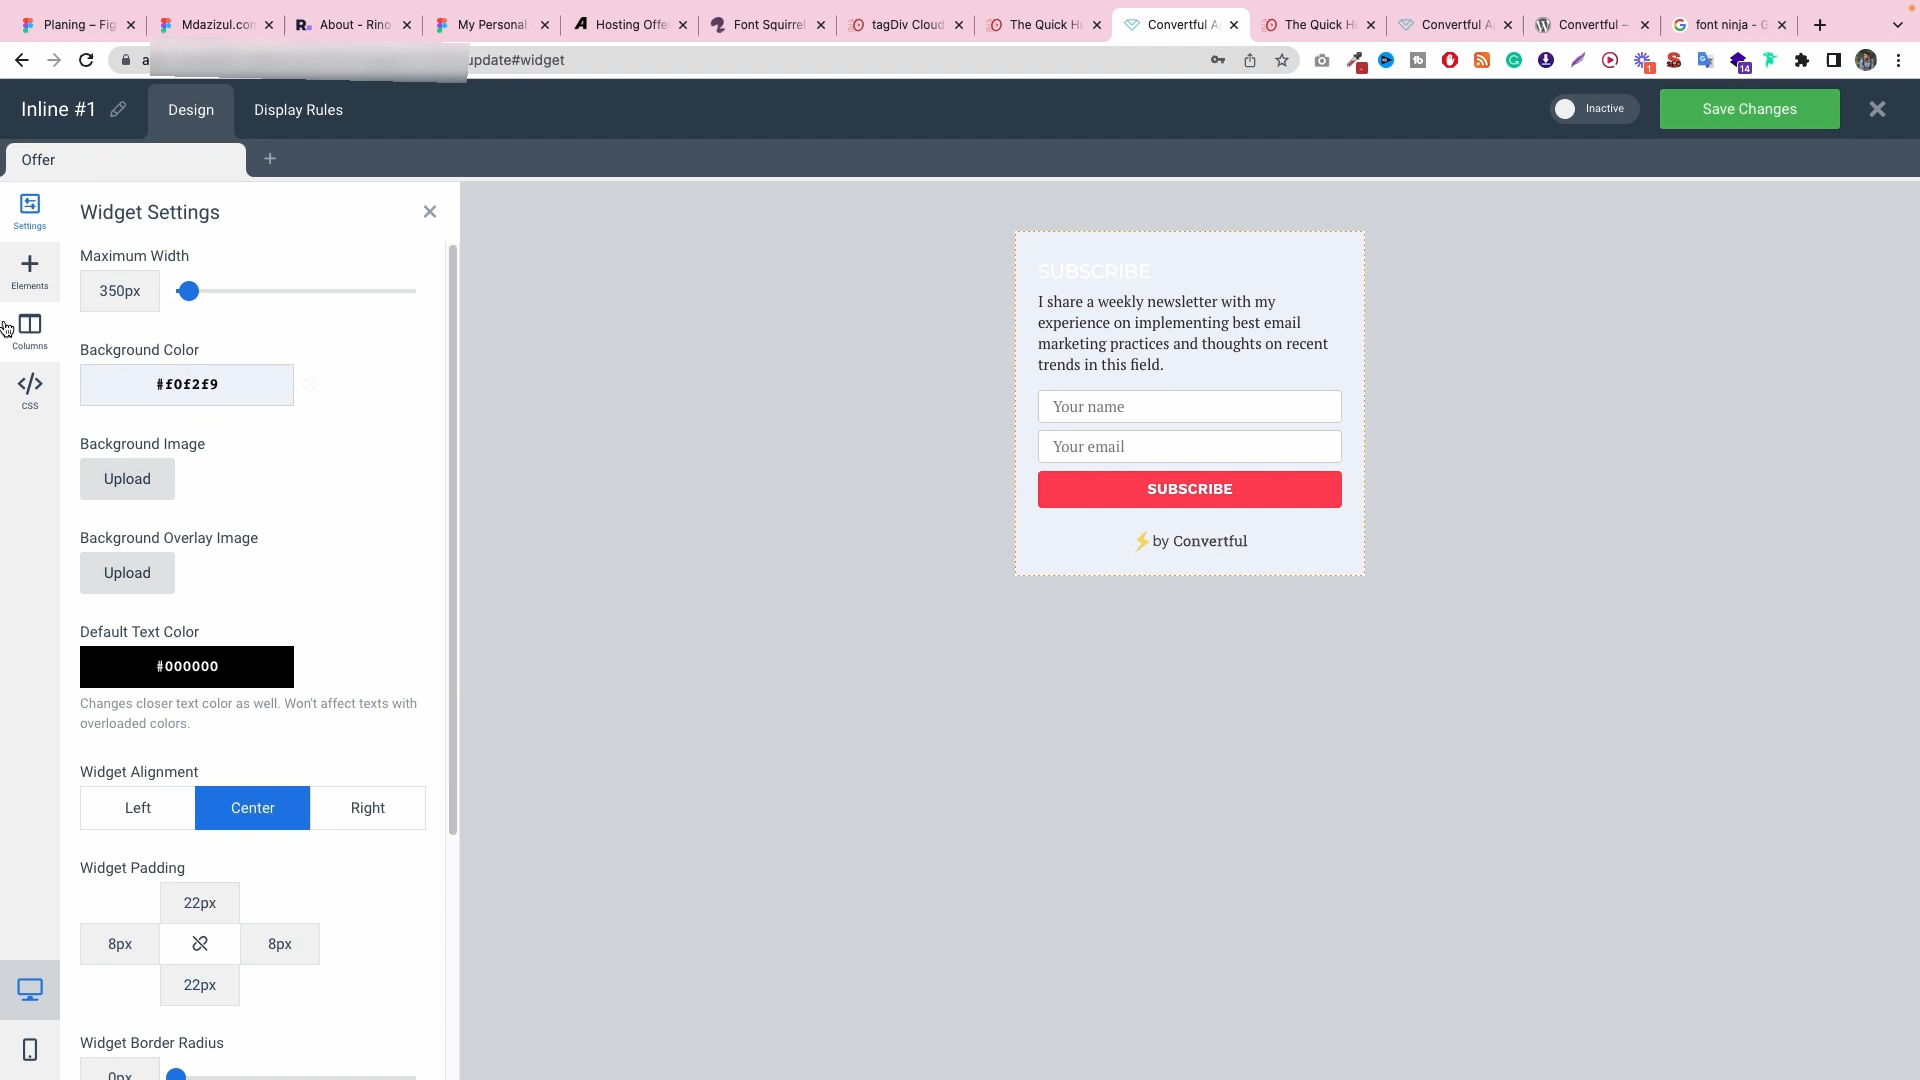 Planing – Fig
Mdazizul.com
About - Rino
My Personal
Hosting Offe
Font Squirrel
tagDiv Cloud
The Quick Hu
Convertful A
The Quick Hu
Convertful A
Convertful –
font ninja - G
a
update#widget
1
14
Inline #1
Design
Display Rules
Inactive
Save Changes
Offer
Settings
Elements
Columns
CSS
Widget Settings
Maximum Width
350px
Background Color
#f0f2f9
Background Image
Upload
Background Overlay Image
Upload
Default Text Color
#000000
Changes closer text color as well. Won't affect texts with
overloaded colors.
Widget Alignment
Left Center Right
Widget Padding
22px
8px 8px
22px
Widget Border Radius
0px
SUBSCRIBE
I share a weekly newsletter with my
experience on implementing best email
marketing practices and thoughts on recent
trends in this field.
Your name
Your email
SUBSCRIBE
by Convertful